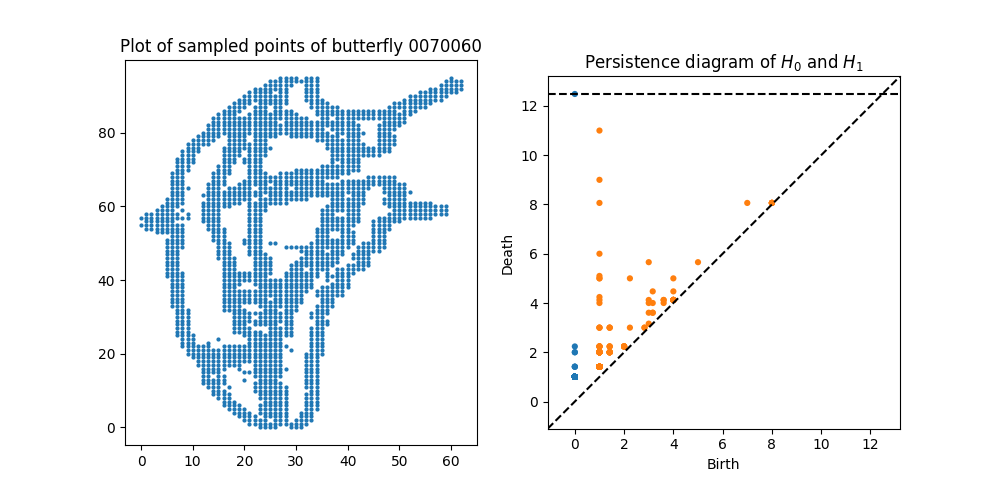 Plot of sampled points of butterfly 0070060
80
60
40
20
0
0 10 20 30 40 50 60
Persistence diagram of H₀ and H₁
Death
12
10
8
6
4
2
0
0 2 4 6 8 10 12
Birth